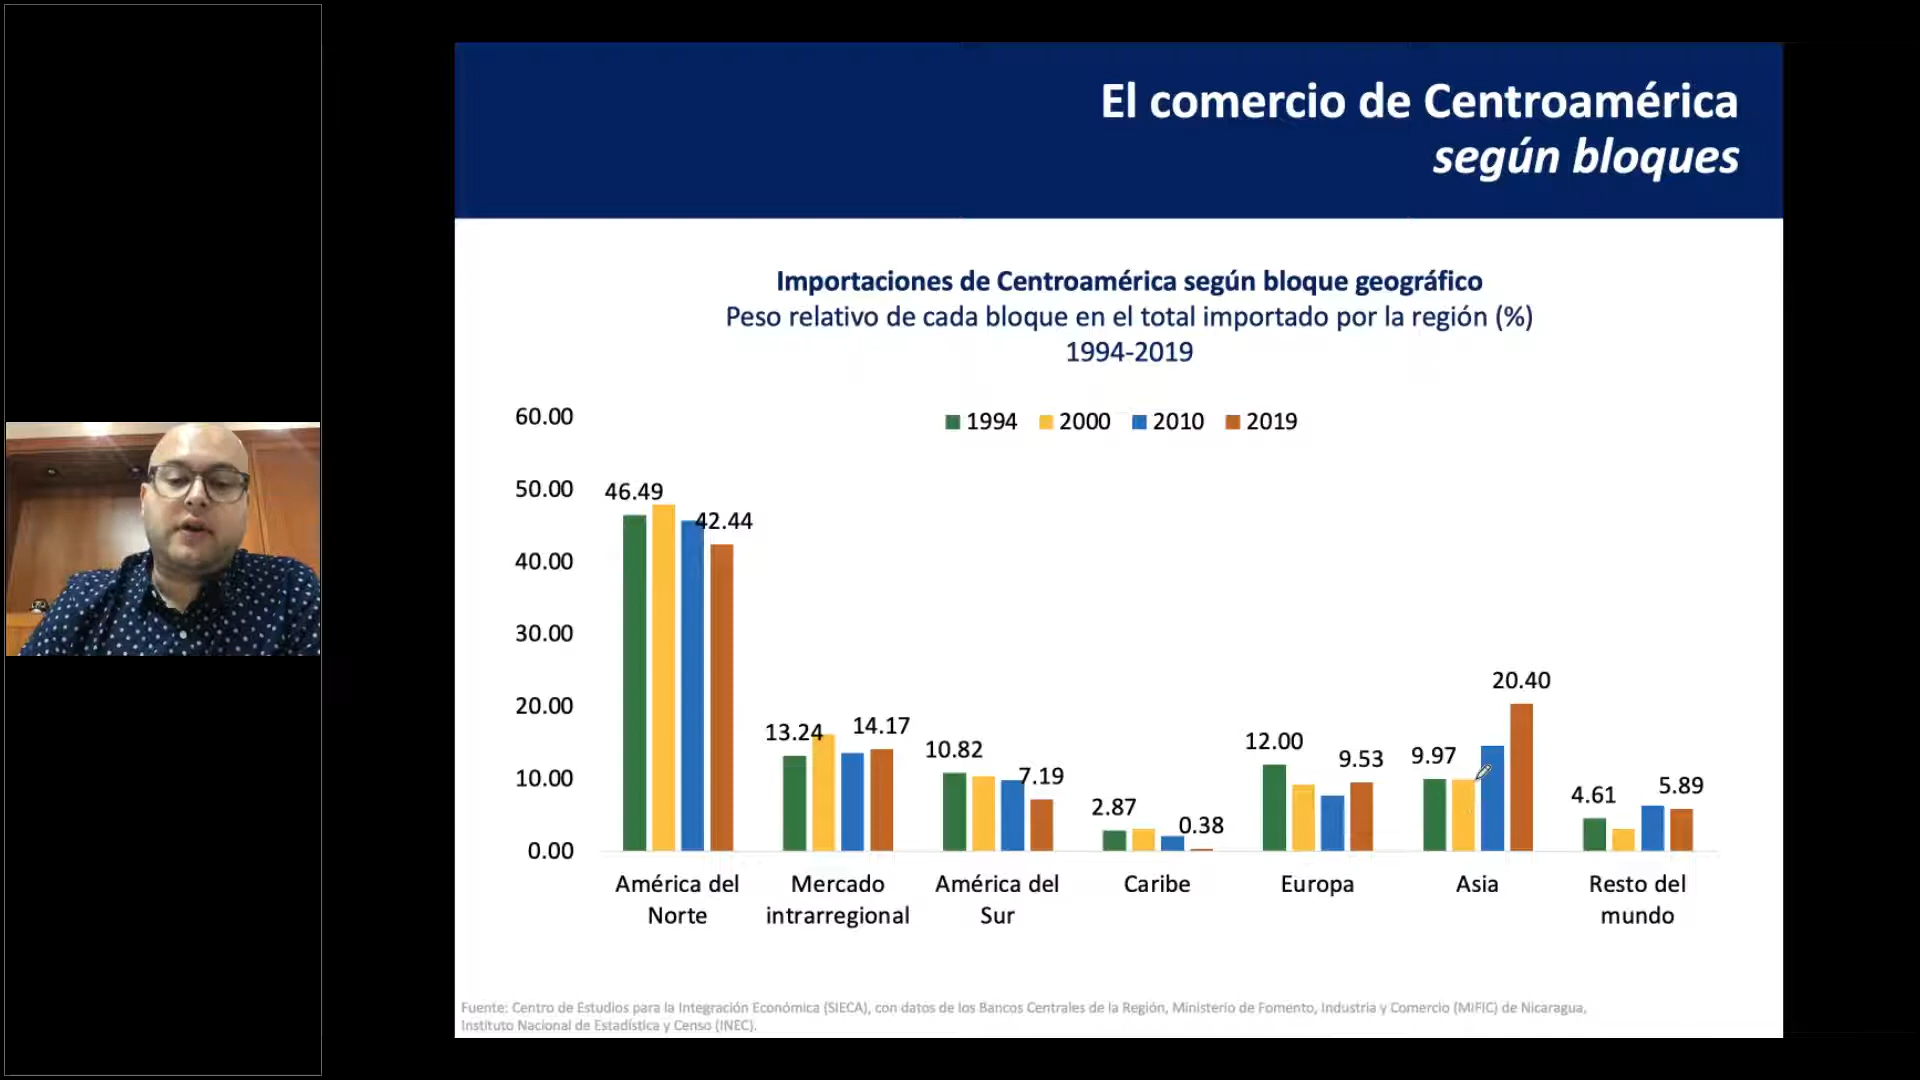 El comercio de Centroamérica
según bloques
Importaciones de Centroamérica según bloque geográfico
Peso relativo de cada bloque en el total importado por la región (%)
1994-2019
1994 2000 2010 2019
60.00
50.00
40.00
30.00
20.00
10.00
0.00
46.49
42.44
13.24
14.17
10.82
7.19
2.87
0.38
12.00
9.53
9.97
20.40
4.61
5.89
América del
Norte
Mercado
intrarregional
América del
Sur
Caribe
Europa
Asia
Resto del
mundo
Fuente: Centro de Estudios para la Integración Económica (SIECA), con datos de los Bancos Centrales de la Región, Ministerio de Fomento, Industria y Comercio (MIFIC) de Nicaragua,
Instituto Nacional de Estadística y Censo (INEC).